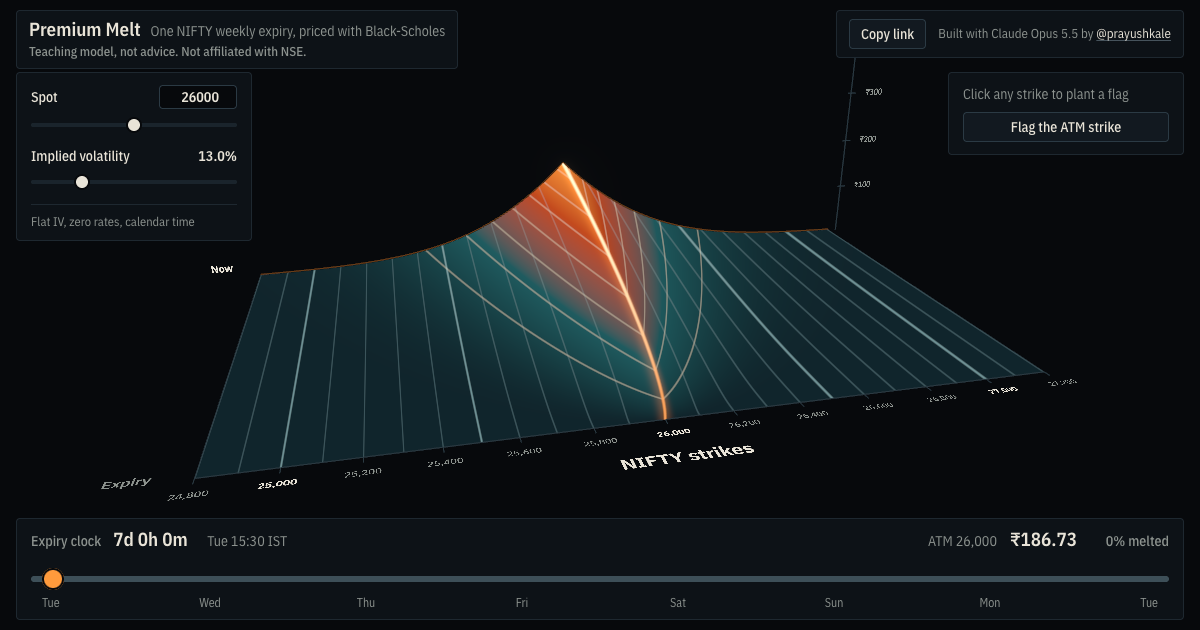 Premium Melt One NIFTY weekly expiry, priced with Black-Scholes
Teaching model, not advice. Not affiliated with NSE.
Copy link Built with Claude Opus 5.5 by @prayushkale
Spot 26000
Implied volatility 13.0%
Flat IV, zero rates, calendar time
Click any strike to plant a flag
Flag the ATM strike
₹300
₹200
₹100
Now
Expiry
24,800 25,000 25,200 25,400 25,600 25,800 26,000 26,200 26,400 26,600 26,800
NIFTY strikes
Expiry clock 7d 0h 0m Tue 15:30 IST ATM 26,000 ₹186.73 0% melted
Tue Wed Thu Fri Sat Sun Mon Tue